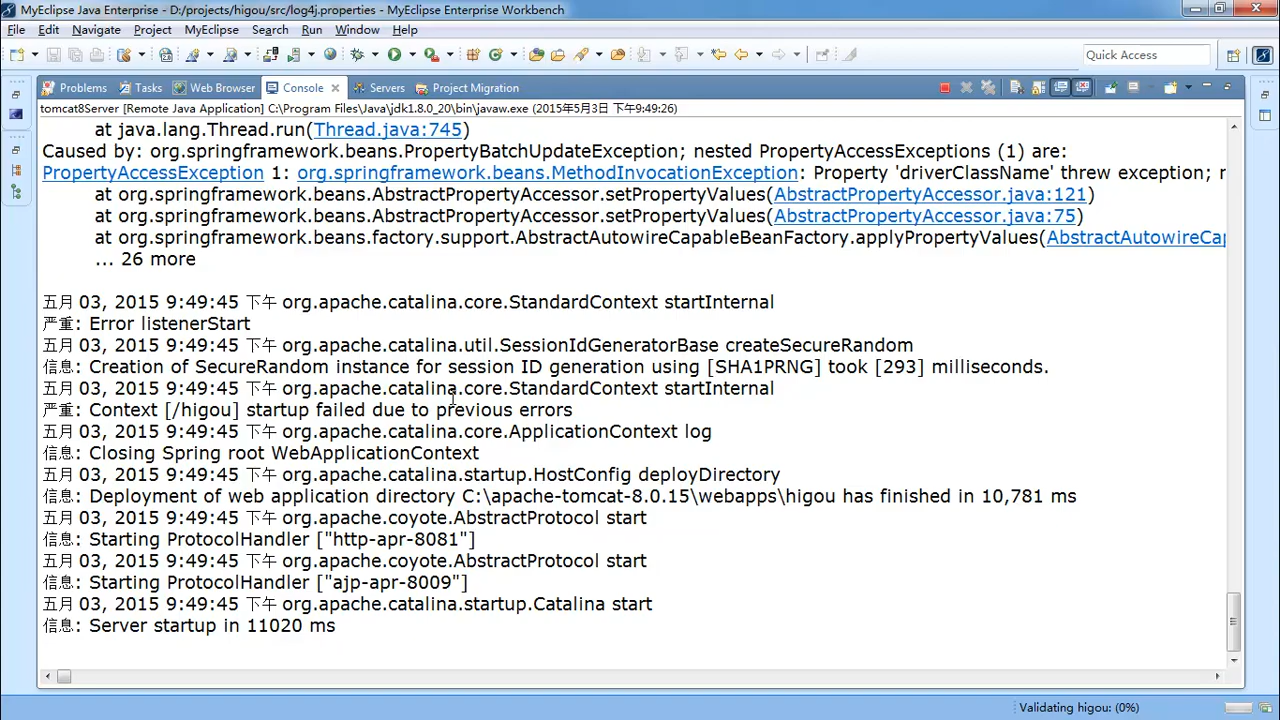 MyEclipse Java Enterprise - D:/projects/higou/src/log4j.properties - MyEclipse Enterprise Workbench
File Edit Navigate Project MyEclipse Search Run Window Help
Quick Access
Problems Tasks Web Browser Console Servers Project Migration
tomcat8Server [Remote Java Application] C:\Program Files\Java\jdk1.8.0_20\bin\javaw.exe (2015年5月3日 下午9:49:26)
at java.lang.Thread.run(Thread.java:745)
Caused by: org.springframework.beans.PropertyBatchUpdateException; nested PropertyAccessExceptions (1) are:
PropertyAccessException 1: org.springframework.beans.MethodInvocationException: Property 'driverClassName' threw exception; r
at org.springframework.beans.AbstractPropertyAccessor.setPropertyValues(AbstractPropertyAccessor.java:121)
at org.springframework.beans.AbstractPropertyAccessor.setPropertyValues(AbstractPropertyAccessor.java:75)
at org.springframework.beans.factory.support.AbstractAutowireCapableBeanFactory.applyPropertyValues(AbstractAutowireCap
... 26 more
五月 03, 2015 9:49:45 下午 org.apache.catalina.core.StandardContext startInternal
严重: Error listenerStart
五月 03, 2015 9:49:45 下午 org.apache.catalina.util.SessionIdGeneratorBase createSecureRandom
信息: Creation of SecureRandom instance for session ID generation using [SHA1PRNG] took [293] milliseconds.
五月 03, 2015 9:49:45 下午 org.apache.catalina.core.StandardContext startInternal
严重: Context [/higou] startup failed due to previous errors
五月 03, 2015 9:49:45 下午 org.apache.catalina.core.ApplicationContext log
信息: Closing Spring root WebApplicationContext
五月 03, 2015 9:49:45 下午 org.apache.catalina.startup.HostConfig deployDirectory
信息: Deployment of web application directory C:\apache-tomcat-8.0.15\webapps\higou has finished in 10,781 ms
五月 03, 2015 9:49:45 下午 org.apache.coyote.AbstractProtocol start
信息: Starting ProtocolHandler ["http-apr-8081"]
五月 03, 2015 9:49:45 下午 org.apache.coyote.AbstractProtocol start
信息: Starting ProtocolHandler ["ajp-apr-8009"]
五月 03, 2015 9:49:45 下午 org.apache.catalina.startup.Catalina start
信息: Server startup in 11020 ms
Validating higou: (0%)